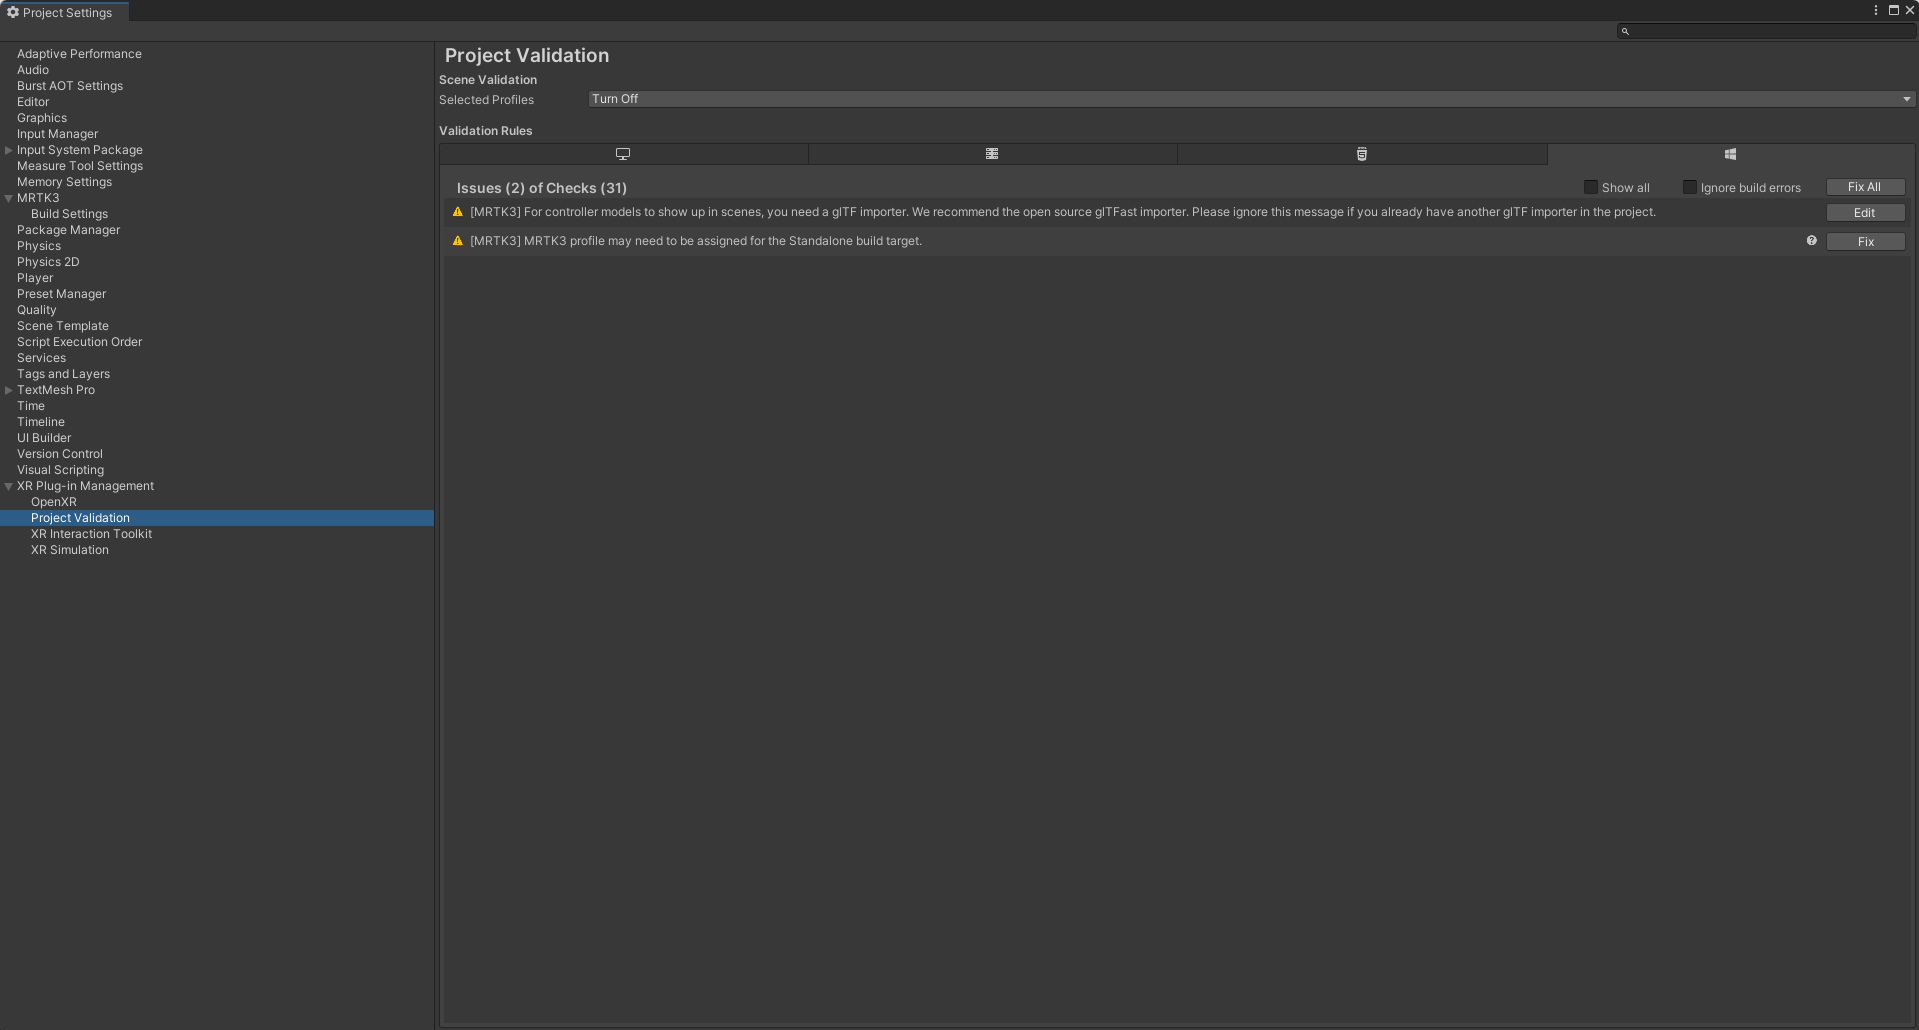 Project Settings
Adaptive Performance
Audio
Burst AOT Settings
Editor
Graphics
Input Manager
Input System Package
Measure Tool Settings
Memory Settings
MRTK3
Build Settings
Package Manager
Physics
Physics 2D
Player
Preset Manager
Quality
Scene Template
Script Execution Order
Services
Tags and Layers
TextMesh Pro
Time
Timeline
UI Builder
Version Control
Visual Scripting
XR Plug-in Management
OpenXR
Project Validation
XR Interaction Toolkit
XR Simulation
Project Validation
Scene Validation
Selected Profiles Turn Off
Validation Rules
Issues (2) of Checks (31) Show all Ignore build errors Fix All
[MRTK3] For controller models to show up in scenes, you need a glTF importer. We recommend the open source glTFast importer. Please ignore this message if you already have another glTF importer in the project. Edit
[MRTK3] MRTK3 profile may need to be assigned for the Standalone build target. Fix